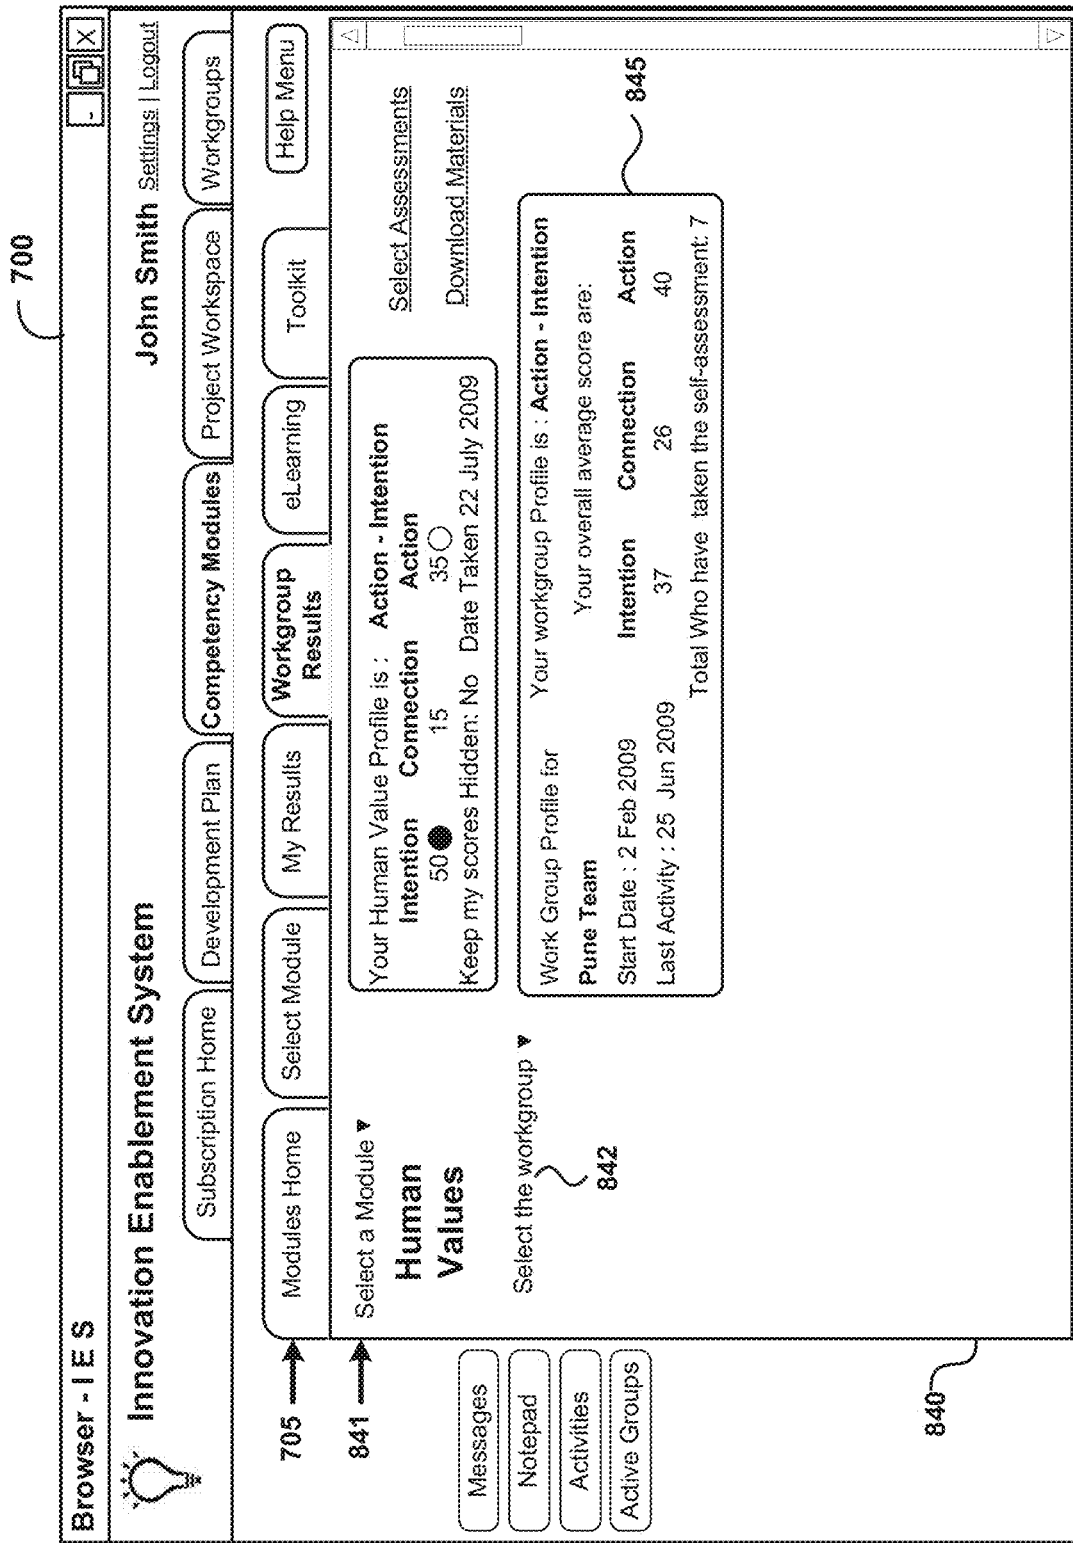 700
Browser - I E S
- X
Innovation Enablement System
John Smith Settings | Logout
Subscription Home Development Plan Competency Modules Project Workspace Workgroups
705
Modules Home Select Module My Results Workgroup Results eLearning Toolkit Help Menu
841
Select a Module ▼
Human
Values
Your Human Value Profile is : Action - Intention
Intention Connection Action
50 15 35
Keep my scores Hidden: No Date Taken 22 July 2009
Select Assessments
Download Materials
Messages
Notepad
Activities
Active Groups
Select the workgroup ▼
842
Work Group Profile for Your workgroup Profile is : Action - Intention
Pune Team Your overall average score are:
Start Date : 2 Feb 2009 Intention Connection Action
Last Activity : 25 Jun 2009 37 26 40
Total Who have taken the self-assessment: 7
845
840